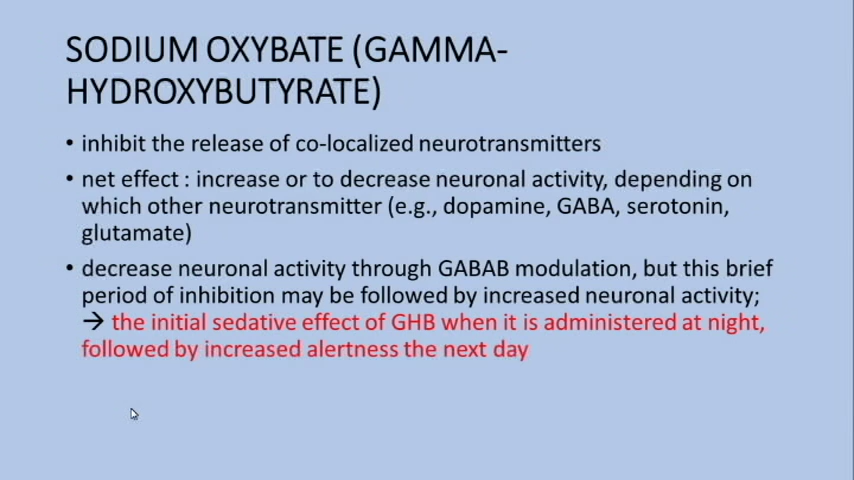 SODIUM OXYBATE (GAMMA-
HYDROXYBUTYRATE)
• inhibit the release of co-localized neurotransmitters
• net effect : increase or to decrease neuronal activity, depending on
which other neurotransmitter (e.g., dopamine, GABA, serotonin,
glutamate)
• decrease neuronal activity through GABAB modulation, but this brief
period of inhibition may be followed by increased neuronal activity;
→ the initial sedative effect of GHB when it is administered at night,
followed by increased alertness the next day